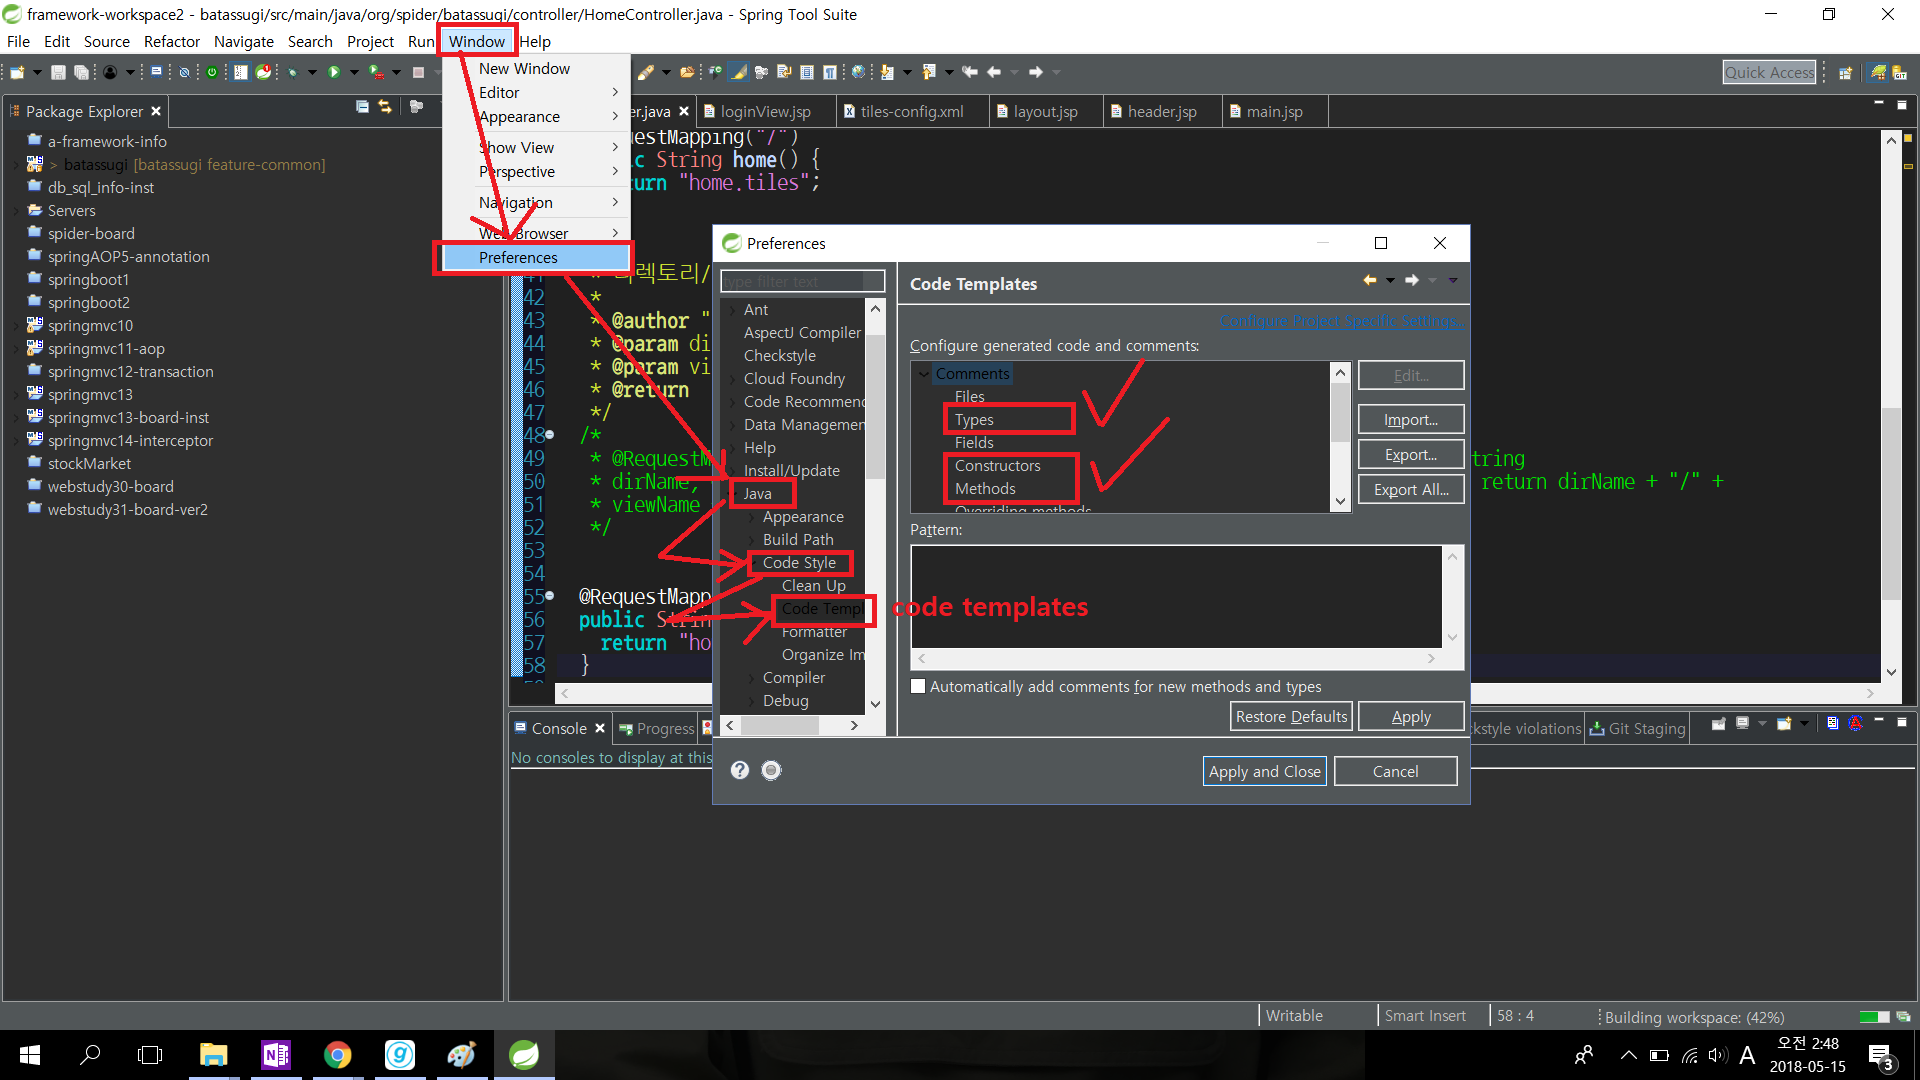 framework-workspace2 - batassugi/src/main/java/org/spider/batassugi/controller/HomeController.java - Spring Tool Suite
File Edit Source Refactor Navigate Search Project Run Window Help
New Window
Editor
Appearance
Show View
Perspective
Navigation
Web Browser
Preferences
Quick Access
Package Explorer
a-framework-info
> batassugi [batassugi feature-common]
db_sql_info-inst
Servers
spider-board
springAOP5-annotation
springboot1
springboot2
springmvc10
springmvc11-aop
springmvc12-transaction
springmvc13
springmvc13-board-inst
springmvc14-interceptor
stockMarket
webstudy30-board
webstudy31-board-ver2
er.java loginView.jsp tiles-config.xml layout.jsp header.jsp main.jsp
uestMapping("/")
ic String home() {
turn "home.tiles";
렉토리/
42 *
43 * @author "
44 * @param di
45 * @param vi
46 * @return
47 */
48 /*
49 * @RequestM tring
50 * dirName, return dirName + "/" +
51 * viewName
52 */
53
54
55 @RequestMapp
56 public Strin
57 return "ho
58 }
Preferences
type filter text
Ant
AspectJ Compiler
Checkstyle
Cloud Foundry
Code Recommend
Data Managemen
Help
Install/Update
Java
Appearance
Build Path
Code Style
Clean Up
Code Templ
Formatter
Organize Im
Compiler
Debug
code templates
Code Templates
Configure Project Specific Settings...
Configure generated code and comments:
Comments
Files
Types
Fields
Constructors
Methods
Overriding methods
Edit...
Import...
Export...
Export All...
Pattern:
Automatically add comments for new methods and types
Restore Defaults Apply
Apply and Close Cancel
Console Progress kstyle violations Git Staging
No consoles to display at this
Writable Smart Insert 58 : 4 Building workspace: (42%)
A 오전 2:48
2018-05-15
3